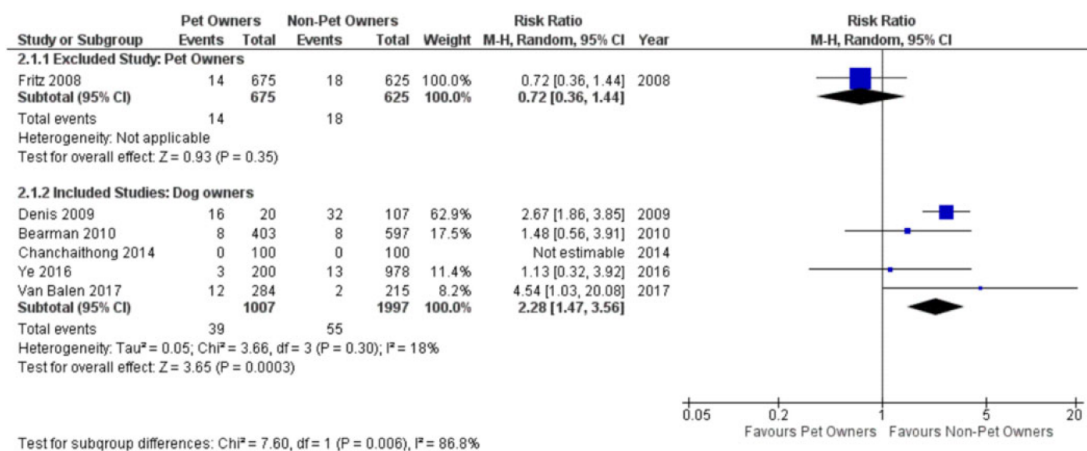 Pet Owners Non-Pet Owners Risk Ratio Risk Ratio
Study or Subgroup Events Total Events Total Weight M-H, Random, 95% CI Year M-H, Random, 95% CI
2.1.1 Excluded Study: Pet Owners
Fritz 2008 14 675 18 625 100.0% 0.72 [0.36, 1.44] 2008
Subtotal (95% CI) 675 625 100.0% 0.72 [0.36, 1.44]
Total events 14 18
Heterogeneity: Not applicable
Test for overall effect: Z = 0.93 (P = 0.35)
2.1.2 Included Studies: Dog owners
Denis 2009 16 20 32 107 62.9% 2.67 [1.86, 3.85] 2009
Bearman 2010 8 403 8 597 17.5% 1.48 [0.56, 3.91] 2010
Chanchaithong 2014 0 100 0 100 Not estimable 2014
Ye 2016 3 200 13 978 11.4% 1.13 [0.32, 3.92] 2016
Van Balen 2017 12 284 2 215 8.2% 4.54 [1.03, 20.08] 2017
Subtotal (95% CI) 1007 1997 100.0% 2.28 [1.47, 3.56]
Total events 39 55
Heterogeneity: Tau² = 0.05; Chi² = 3.66, df = 3 (P = 0.30); I² = 18%
Test for overall effect: Z = 3.65 (P = 0.0003)
0.05 0.2 1 5 20
Favours Pet Owners Favours Non-Pet Owners
Test for subgroup differences: Chi² = 7.60, df = 1 (P = 0.006), I² = 86.8%